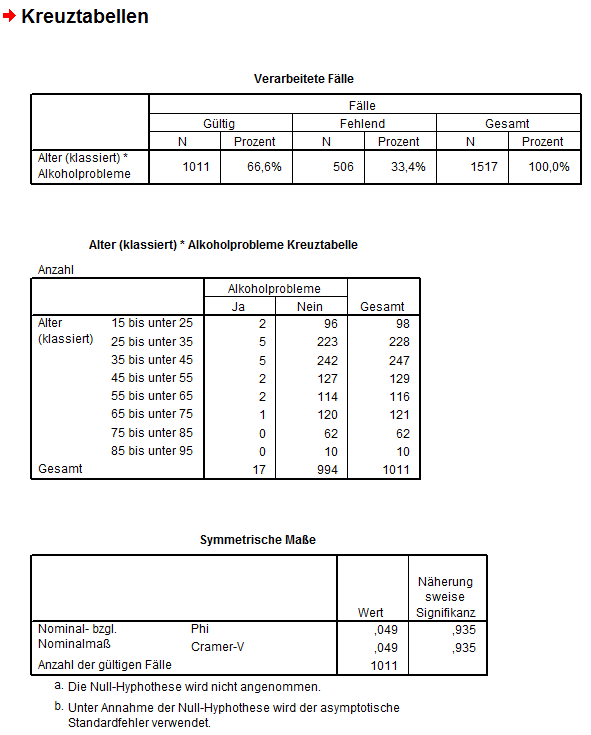 Kreuztabellen
Verarbeitete Fälle
Fälle
Gültig Fehlend Gesamt
N Prozent N Prozent N Prozent
Alter (klassiert) *
Alkoholprobleme 1011 66,6% 506 33,4% 1517 100,0%
Alter (klassiert) * Alkoholprobleme Kreuztabelle
Anzahl
Alkoholprobleme
Ja Nein Gesamt
Alter 15 bis unter 25 2 96 98
(klassiert) 25 bis unter 35 5 223 228
35 bis unter 45 5 242 247
45 bis unter 55 2 127 129
55 bis unter 65 2 114 116
65 bis unter 75 1 120 121
75 bis unter 85 0 62 62
85 bis unter 95 0 10 10
Gesamt 17 994 1011
Symmetrische Maße
Näherung
sweise
Wert Signifikanz
Nominal- bzgl. Phi ,049 ,935
Nominalmaß Cramer-V ,049 ,935
Anzahl der gültigen Fälle 1011
a. Die Null-Hyphothese wird nicht angenommen.
b. Unter Annahme der Null-Hyphothese wird der asymptotische
Standardfehler verwendet.